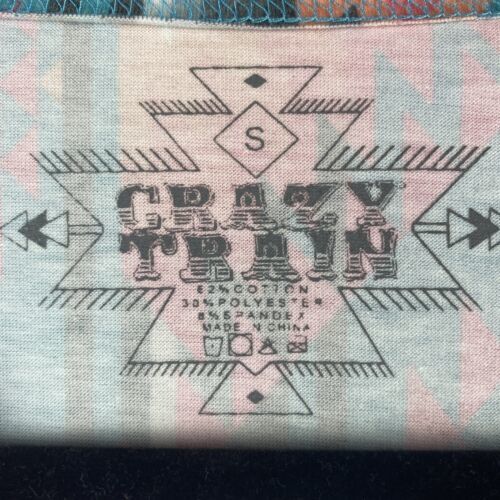 S
CRAZY
TRAIN
62% COTTON
30% POLYESTER
8% SPANDEX
MADE IN CHINA